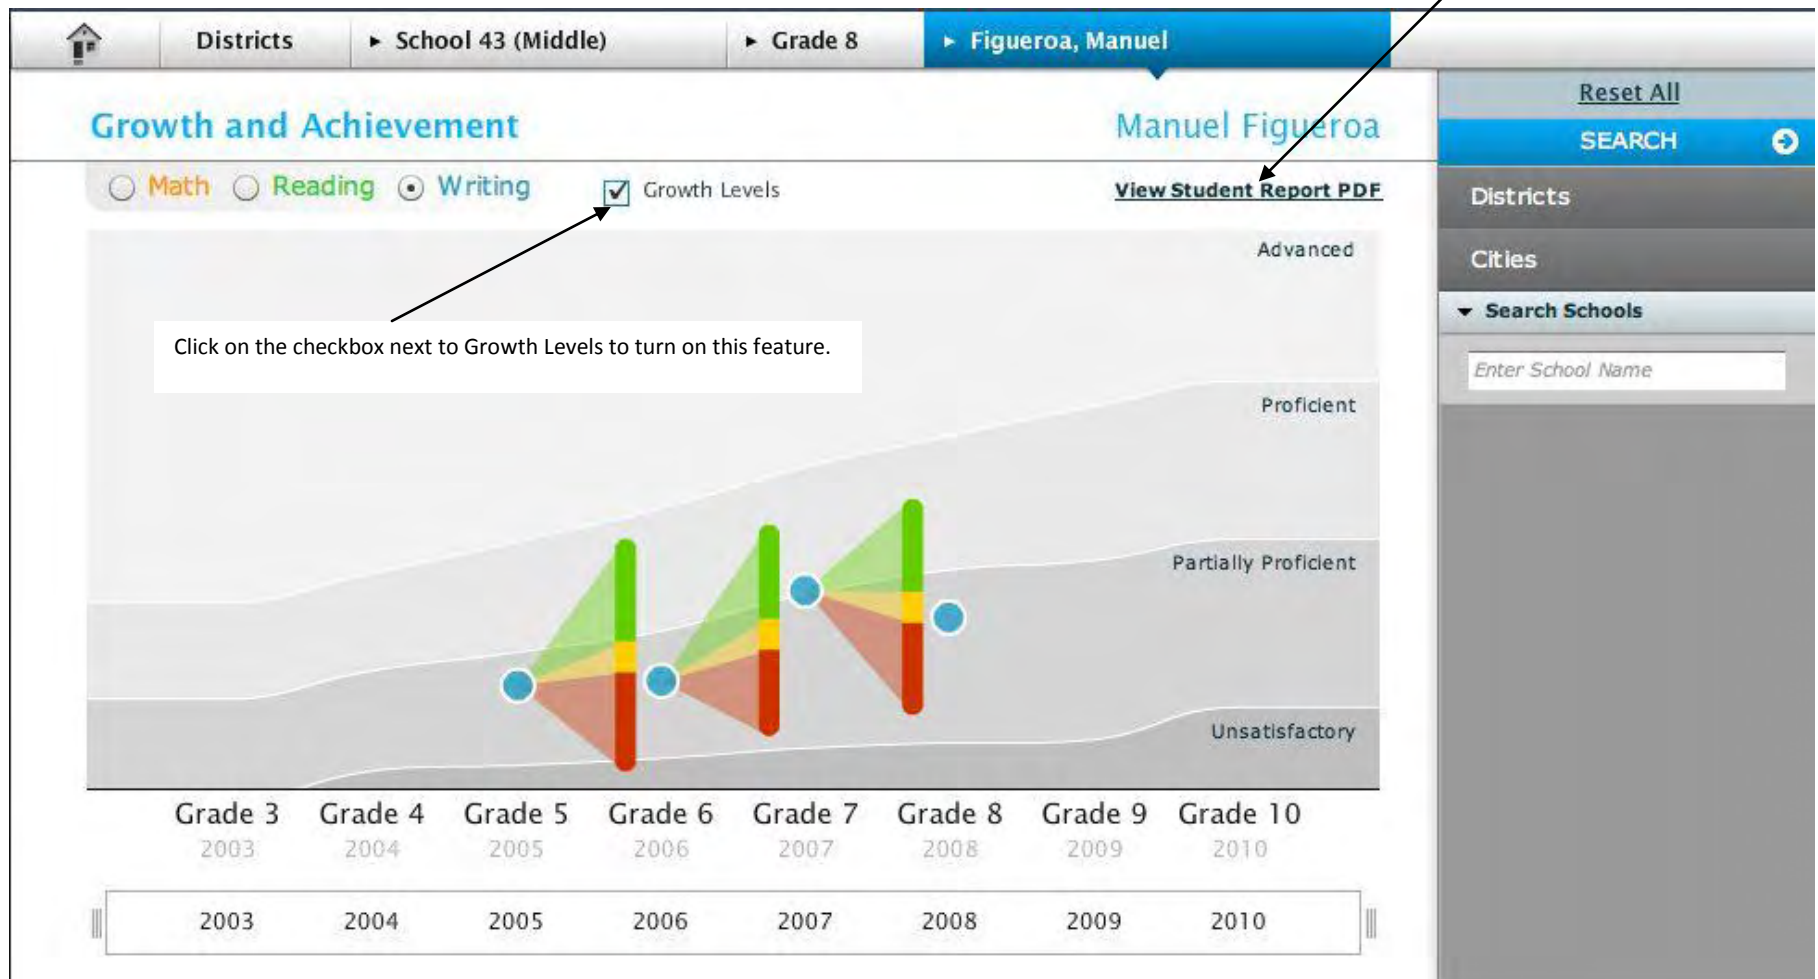 Districts ► School 43 (Middle) ► Grade 8 ► Figueroa, Manuel
Reset All
Growth and Achievement Manuel Figueroa
SEARCH
Math Reading Writing Growth Levels View Student Report PDF
Districts
Advanced
Cities
Search Schools
Click on the checkbox next to Growth Levels to turn on this feature.
Enter School Name
Proficient
Partially Proficient
Unsatisfactory
Grade 3 Grade 4 Grade 5 Grade 6 Grade 7 Grade 8 Grade 9 Grade 10
2003 2004 2005 2006 2007 2008 2009 2010
2003 2004 2005 2006 2007 2008 2009 2010